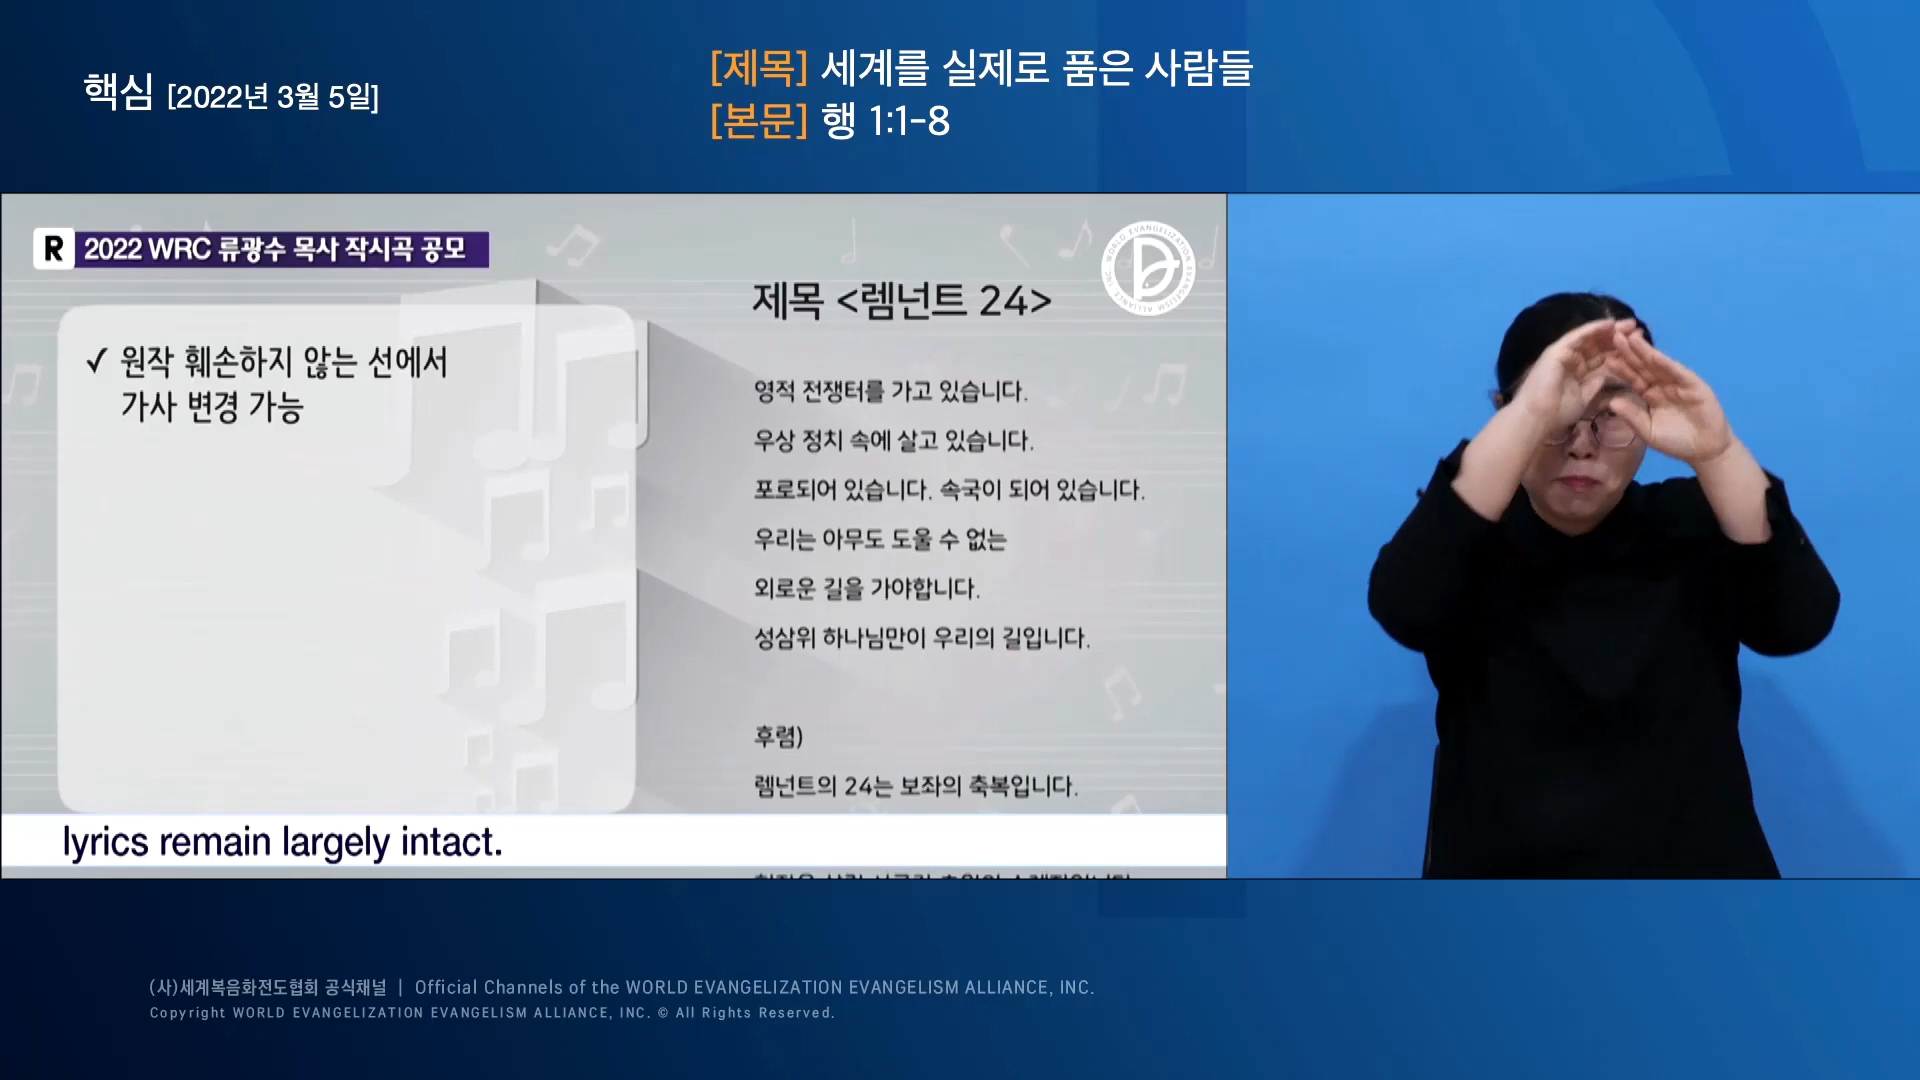 핵심 [2022년 3월 5일]
[제목] 세계를 실제로 품은 사람들
[본문] 행 1:1-8
R 2022 WRC 류광수 목사 작시곡 공모
✓ 원작 훼손하지 않는 선에서
가사 변경 가능
제목 <렘넌트 24>
영적 전쟁터를 가고 있습니다.
우상 정치 속에 살고 있습니다.
포로되어 있습니다. 속국이 되어 있습니다.
우리는 아무도 도울 수 없는
외로운 길을 가야합니다.
성삼위 하나님만이 우리의 길입니다.
후렴)
렘넌트의 24는 보좌의 축복입니다.
WORLD EVANGELIZATION EVANGELISM ALLIANCE, INC.
lyrics remain largely intact.
(사)세계복음화전도협회 공식채널 | Official Channels of the WORLD EVANGELIZATION EVANGELISM ALLIANCE, INC.
Copyright WORLD EVANGELIZATION EVANGELISM ALLIANCE, INC. © All Rights Reserved.